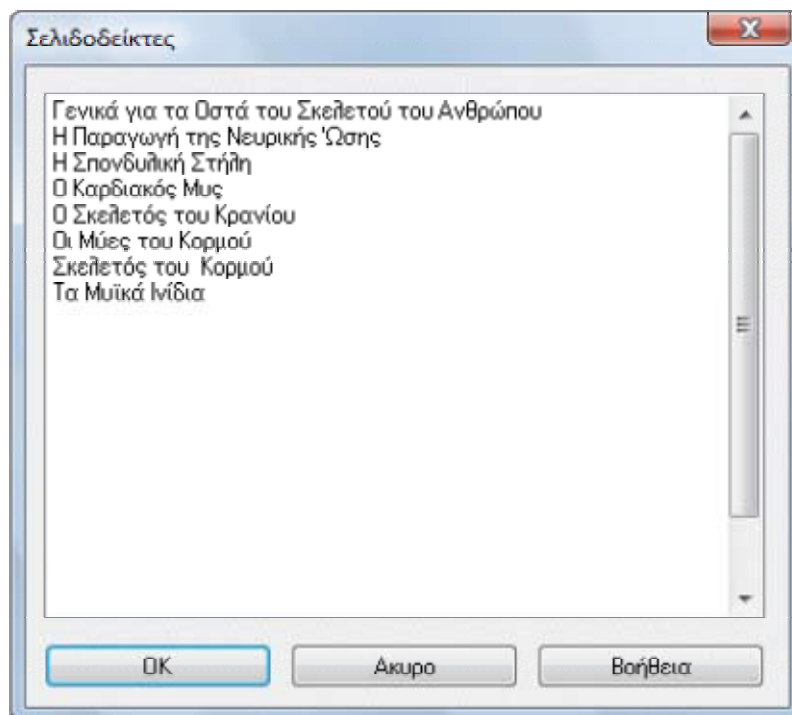 Σελιδοδείκτες
Γενικά για τα Οστά του Σκελετού του Ανθρώπου
Η Παραγωγή της Νευρικής 'Ωσης
Η Σπονδυλική Στήλη
Ο Καρδιακός Μυς
Ο Σκελετός του Κρανίου
Οι Μύες του Κορμού
Σκελετός του  Κορμού
Τα Μυϊκά Ινίδια
OK
Ακυρο
Βοήθεια